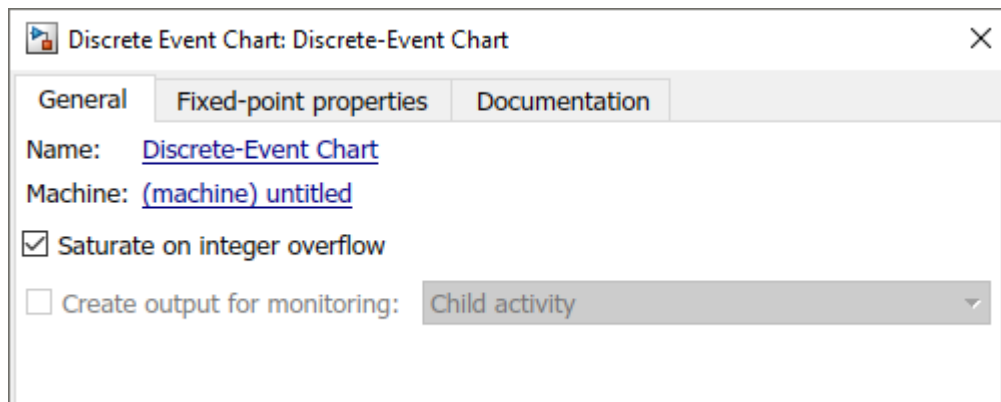 Discrete Event Chart: Discrete-Event Chart
General Fixed-point properties Documentation
Name: Discrete-Event Chart
Machine: (machine) untitled
Saturate on integer overflow
Create output for monitoring: Child activity